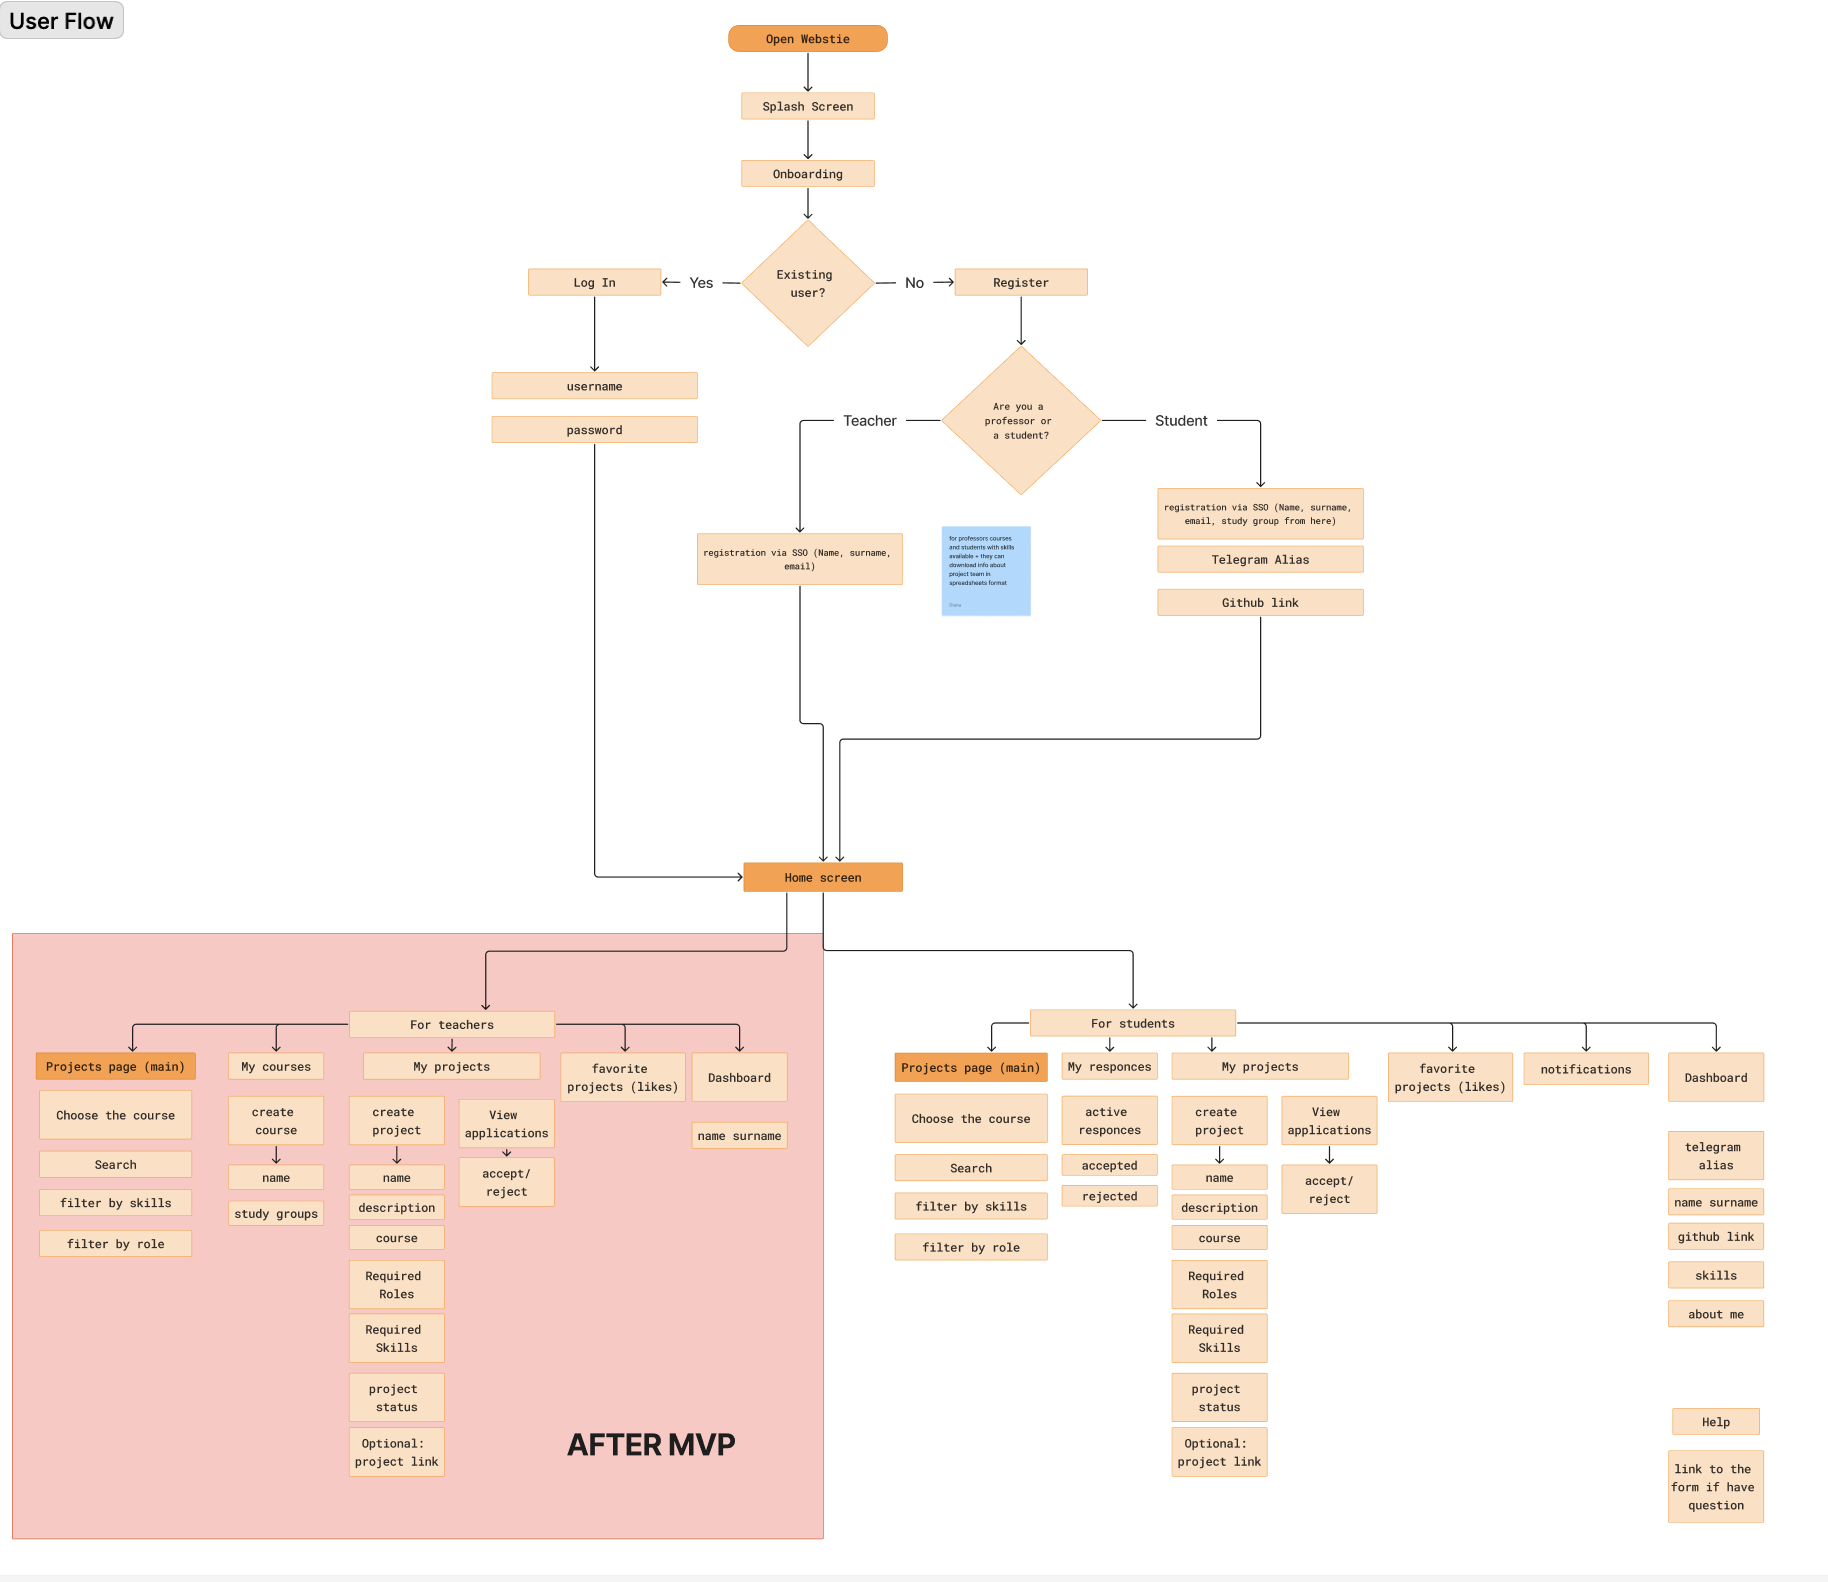 User Flow
Open Webstie
Splash Screen
Onboarding
Existing
user?
Yes
No
Log In
Register
username
password
Are you a
professor or
a student?
Teacher
Student
registration via SSO (Name, surname,
email)
for professors courses
and students with skills
available + they can
download info about
project team in
spreadsheets format
registration via SSO (Name, surname,
email, study group from here)
Telegram Alias
Github link
Home screen
For teachers
Projects page (main)
Choose the course
Search
filter by skills
filter by role
My courses
create
course
name
study groups
My projects
create
project
name
description
course
Required
Roles
Required
Skills
project
status
Optional:
project link
View
applications
accept/
reject
favorite
projects (likes)
Dashboard
name surname
AFTER MVP
For students
Projects page (main)
Choose the course
Search
filter by skills
filter by role
My responces
active
responces
accepted
rejected
My projects
create
project
name
description
course
Required
Roles
Required
Skills
project
status
Optional:
project link
View
applications
accept/
reject
favorite
projects (likes)
notifications
Dashboard
telegram
alias
name surname
github link
skills
about me
Help
link to the
form if have
question